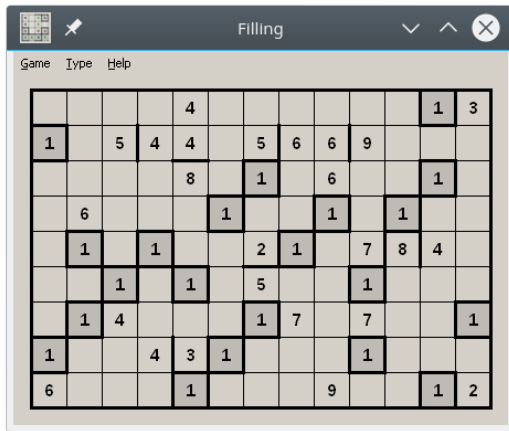 Filling
Game Type Help
4 1 3
1 5 4 4 5 6 6 9
8 1 6 1
6 1 1 1
1 1 2 1 7 8 4
1 1 5 1
1 4 1 7 7 1
1 4 3 1 1
6 1 9 1 2